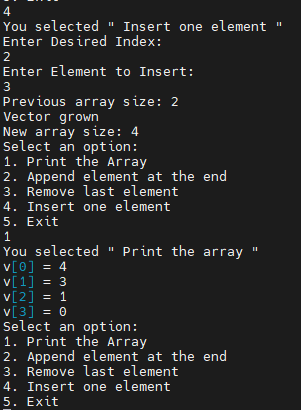 4
You selected " Insert one element "
Enter Desired Index:
2
Enter Element to Insert:
3
Previous array size: 2
Vector grown
New array size: 4
Select an option:
1. Print the Array
2. Append element at the end
3. Remove last element
4. Insert one element
5. Exit
1
You selected " Print the array "
v[0] = 4
v[1] = 3
v[2] = 1
v[3] = 0
Select an option:
1. Print the Array
2. Append element at the end
3. Remove last element
4. Insert one element
5. Exit